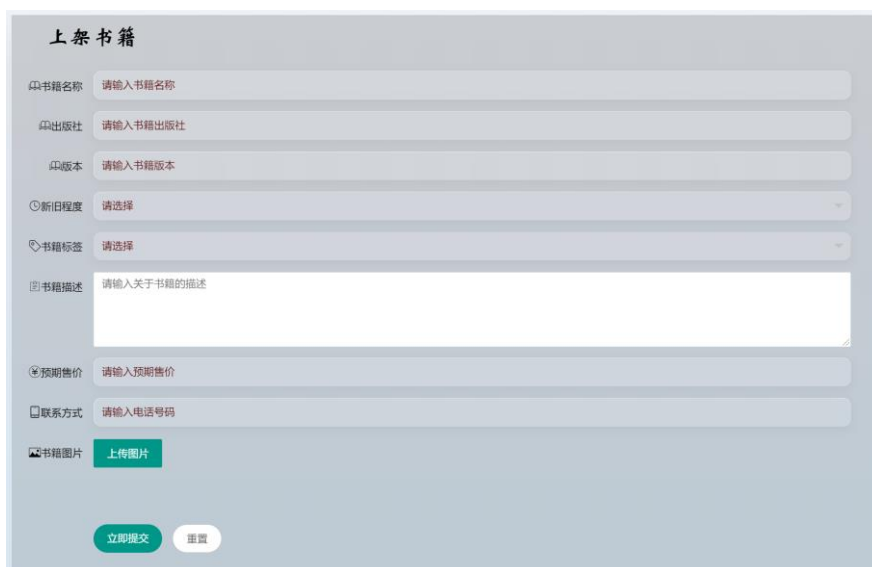 上架书籍
书籍名称 请输入书籍名称
出版社 请输入书籍出版社
版本 请输入书籍版本
新旧程度 请选择
书籍标签 请选择
书籍描述 请输入关于书籍的描述
预期售价 请输入预期售价
联系方式 请输入电话号码
书籍图片 上传图片
立即提交 重置